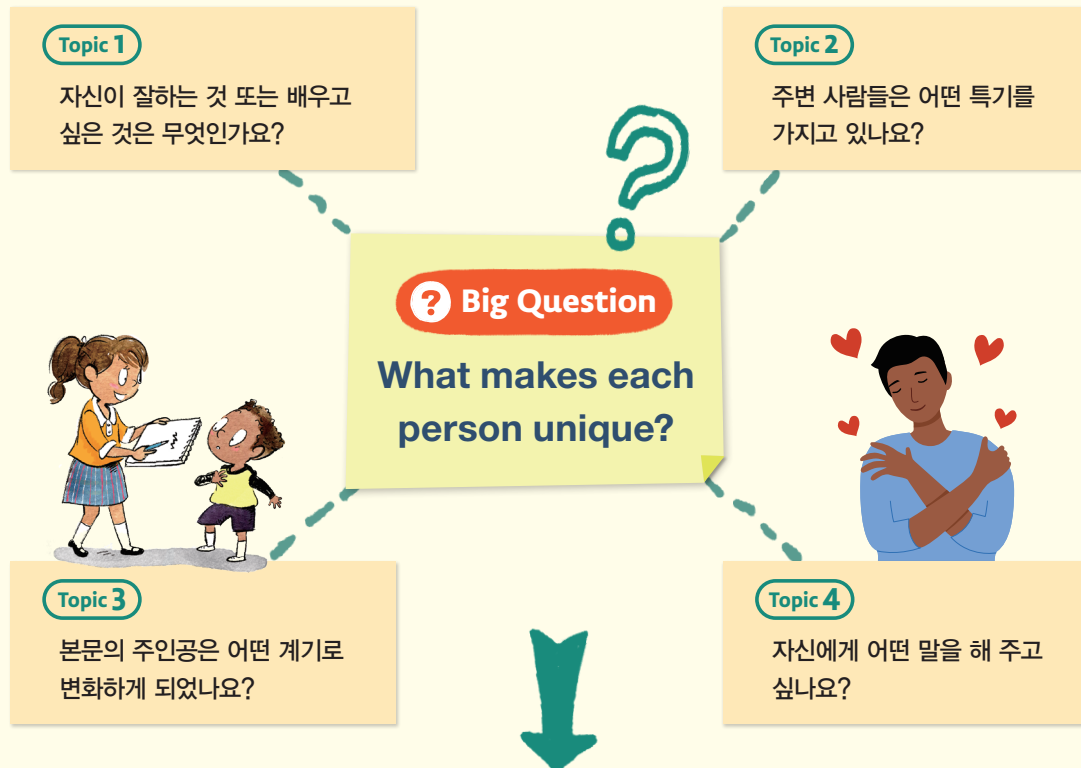 Topic 1
자신이 잘하는 것 또는 배우고
싶은 것은 무엇인가요?
Topic 2
주변 사람들은 어떤 특기를
가지고 있나요?
?
? Big Question
What makes each
person unique?
Topic 3
본문의 주인공은 어떤 계기로
변화하게 되었나요?
Topic 4
자신에게 어떤 말을 해 주고
싶나요?